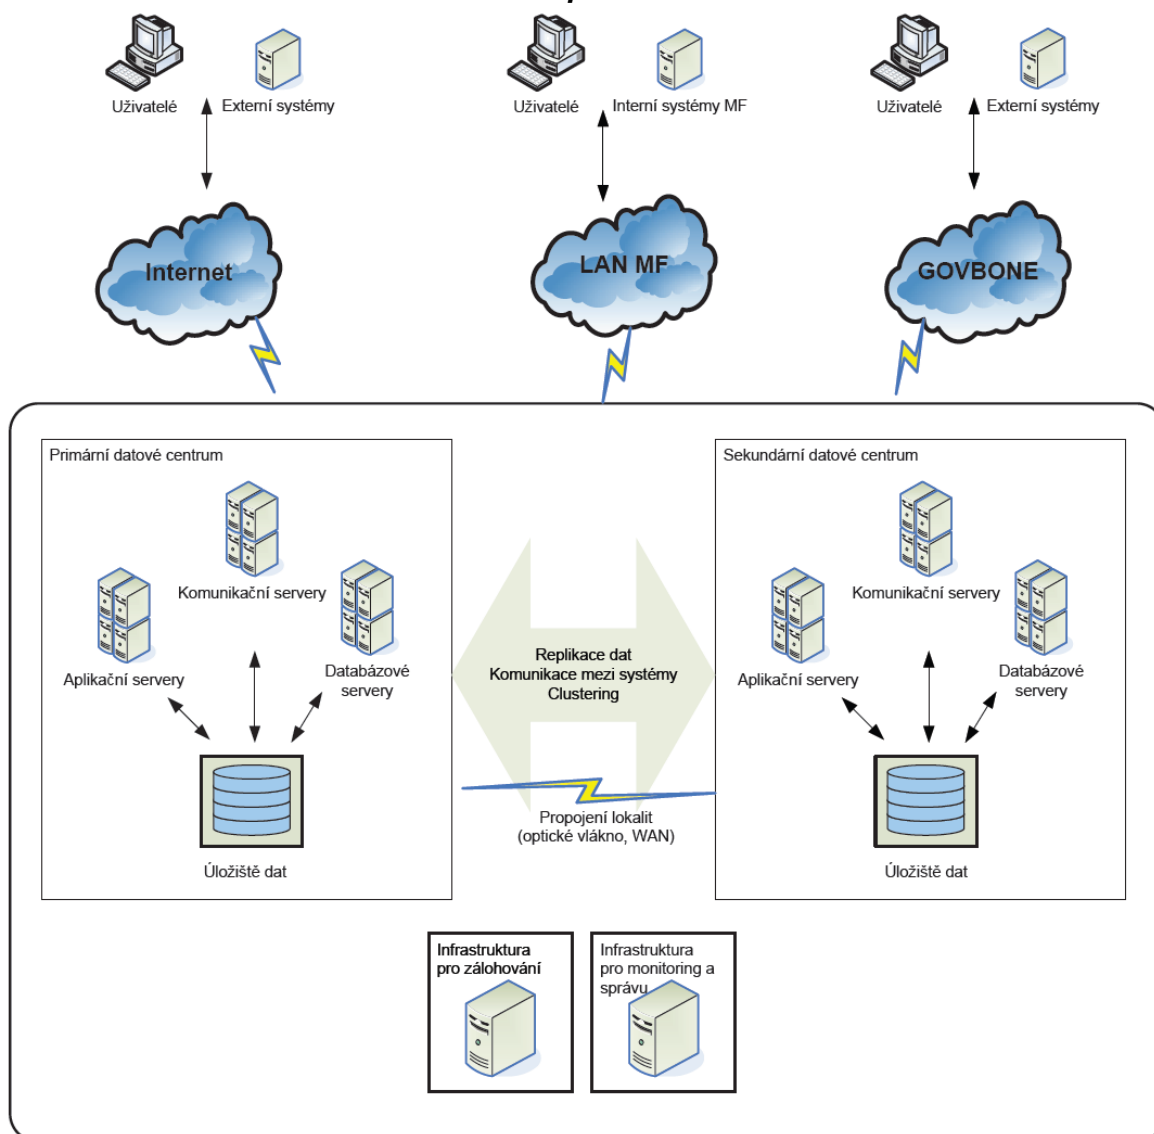 Uživatelé
Externí systémy
Uživatelé
Interní systémy MF
Uživatelé
Externí systémy
Internet
LAN MF
GOVBONE
Primární datové centrum
Komunikační servery
Aplikační servery
Databázové
servery
Úložiště dat
Replikace dat
Komunikace mezi systémy
Clustering
Propojení lokalit
(optické vlákno, WAN)
Sekundární datové centrum
Komunikační servery
Aplikační servery
Databázové
servery
Úložiště dat
Infrastruktura
pro zálohování
Infrastruktura
pro monitoring a
správu